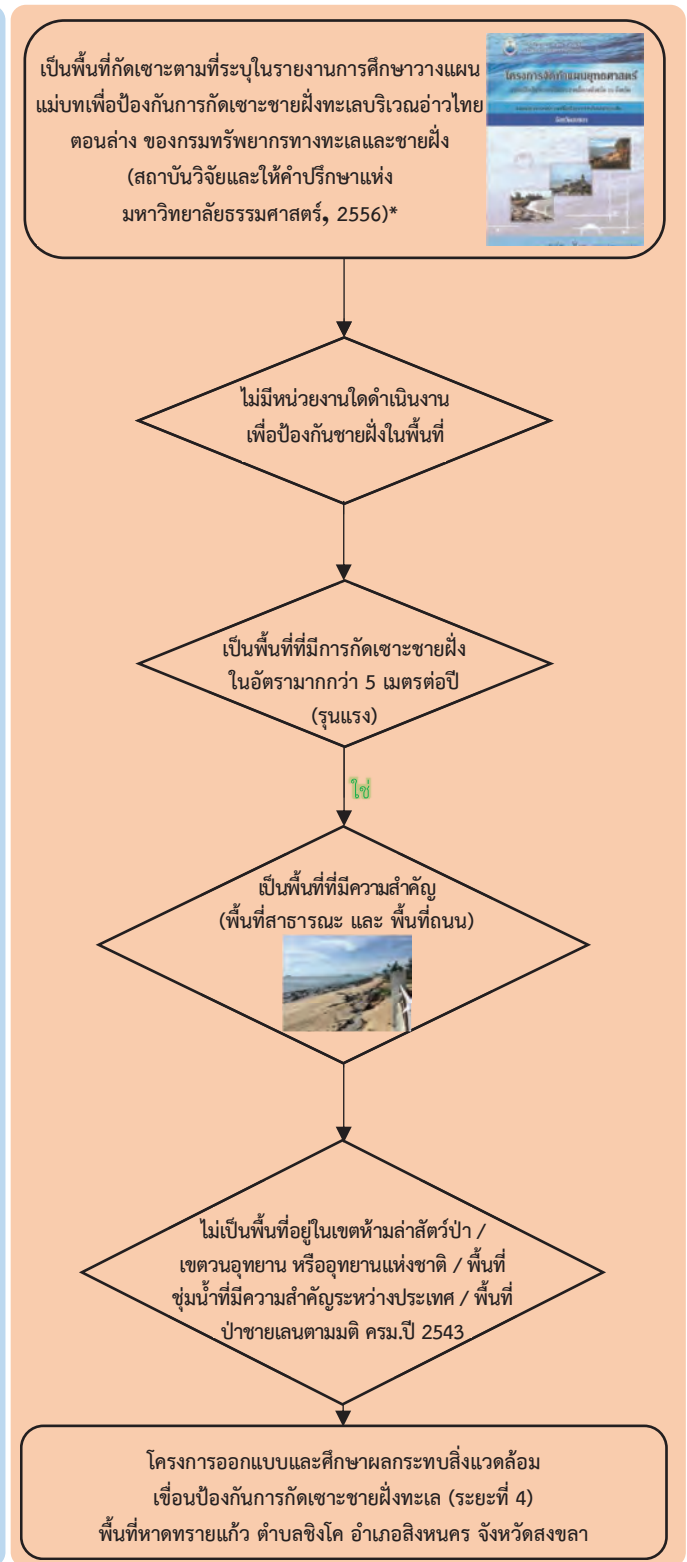 เป็นพื้นที่กัดเซาะตามที่ระบุในรายงานการศึกษาวางแผน
แม่บทเพื่อป้องกันการกัดเซาะชายฝั่งทะเลบริเวณอ่าวไทย
ตอนล่าง ของกรมทรัพยากรทางทะเลและชายฝั่ง
(สถาบันวิจัยและให้คำปรึกษาแห่ง
มหาวิทยาลัยธรรมศาสตร์, 2556)*
โครงการจัดทำแผนยุทธศาสตร์
ไม่มีหน่วยงานใดดำเนินงาน
เพื่อป้องกันชายฝั่งในพื้นที่
เป็นพื้นที่ที่มีการกัดเซาะชายฝั่ง
ในอัตรามากกว่า 5 เมตรต่อปี
(รุนแรง)
ใช่
เป็นพื้นที่ที่มีความสำคัญ
(พื้นที่สาธารณะ และ พื้นที่ถนน)
ไม่เป็นพื้นที่อยู่ในเขตห้ามล่าสัตว์ป่า /
เขตวนอุทยาน หรืออุทยานแห่งชาติ / พื้นที่
ชุ่มน้ำที่มีความสำคัญระหว่างประเทศ / พื้นที่
ป่าชายเลนตามมติ ครม.ปี 2543
โครงการออกแบบและศึกษาผลกระทบสิ่งแวดล้อม
เขื่อนป้องกันการกัดเซาะชายฝั่งทะเล (ระยะที่ 4)
พื้นที่หาดทรายแก้ว ตำบลชิงโค อำเภอสิงหนคร จังหวัดสงขลา